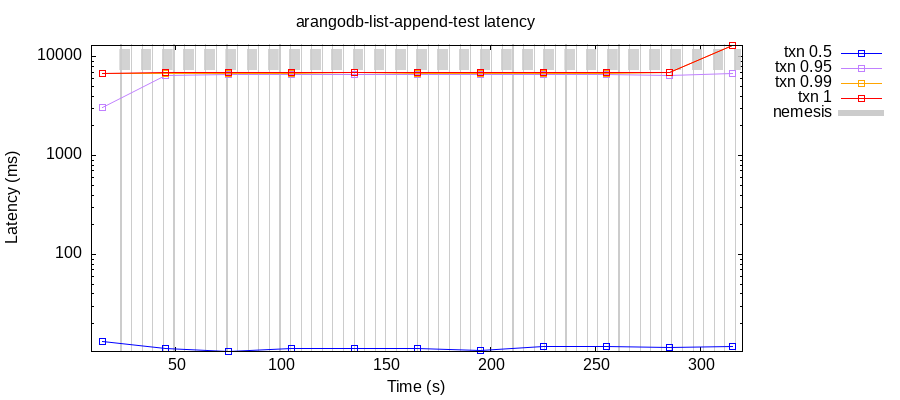 arangodb-list-append-test latency
10000
1000
100
Latency (ms)
50
100
150
200
250
300
Time (s)
txn 0.5
txn 0.95
txn 0.99
txn 1
nemesis